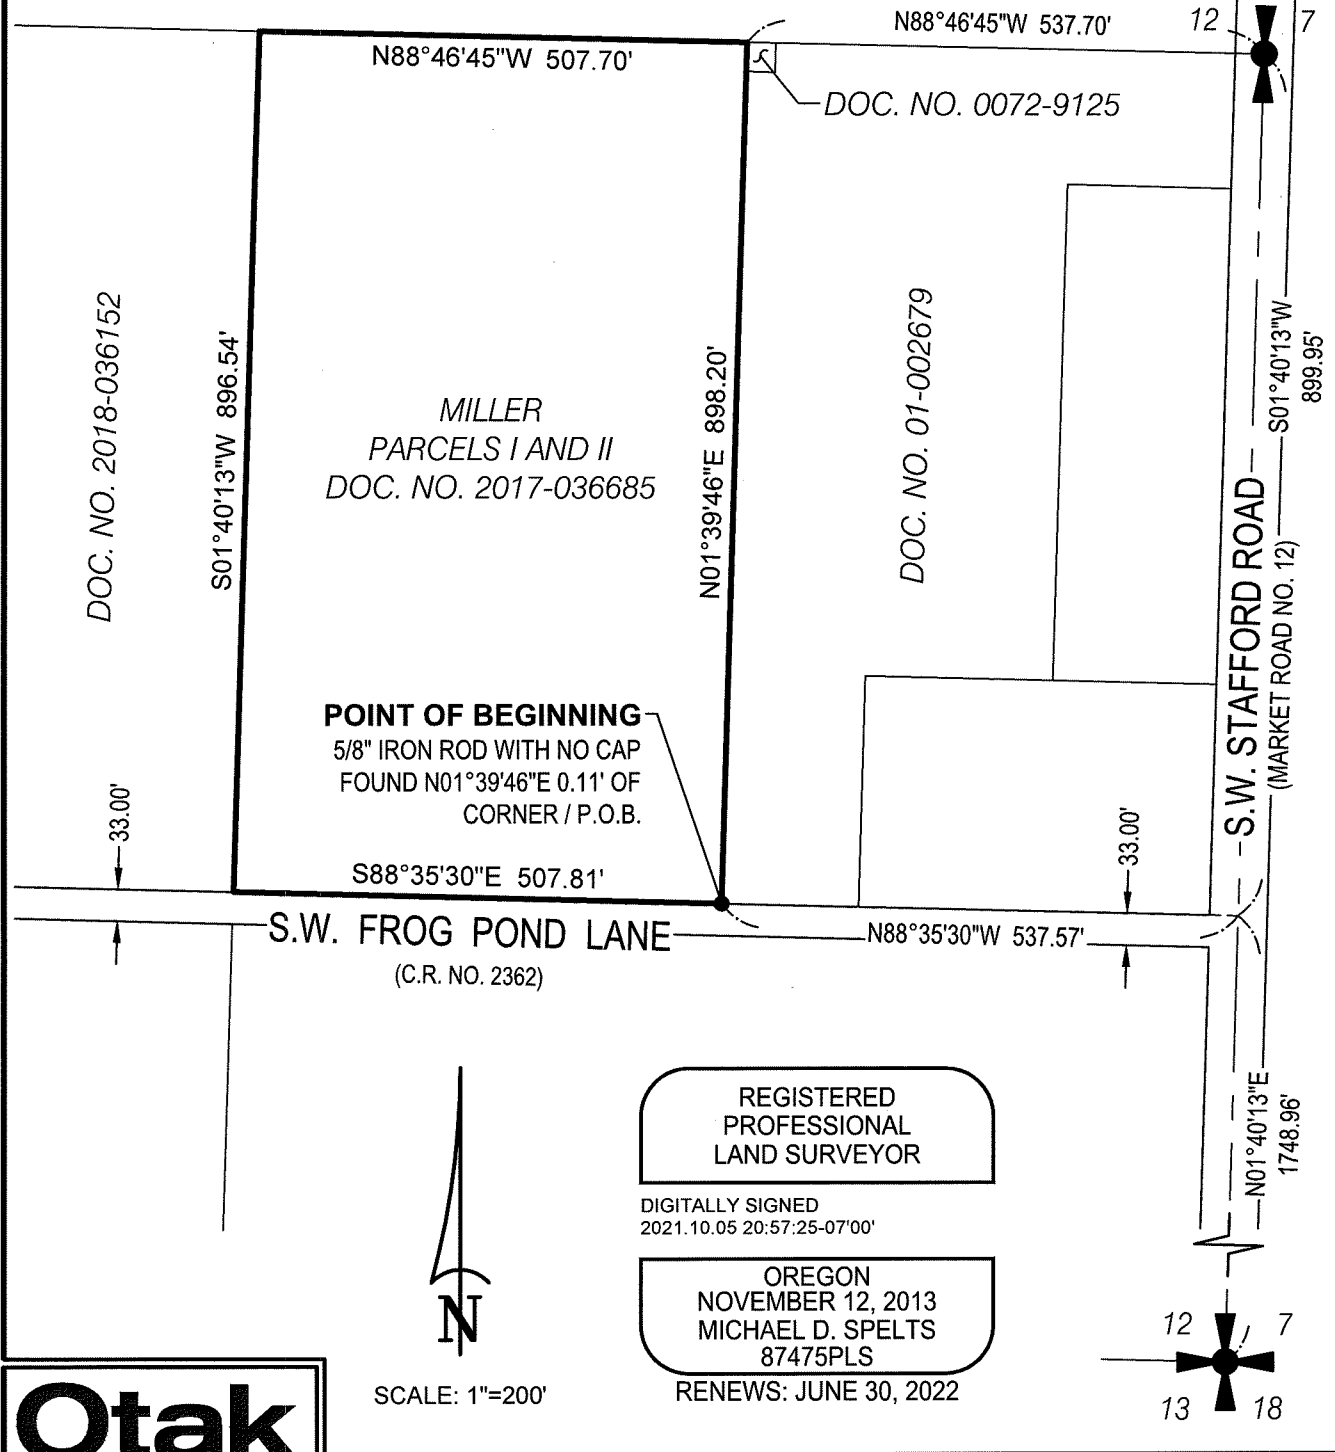 N88°46'45"W 537.70'
12
7
N88°46'45"W 507.70'
DOC. NO. 0072-9125
DOC. NO. 2018-036152
S01°40'13"W 896.54'
MILLER
PARCELS I AND II
DOC. NO. 2017-036685
N01°39'46"E 898.20'
DOC. NO. 01-002679
S01°40'13"W
899.95'
S.W. STAFFORD ROAD
(MARKET ROAD NO. 12)
POINT OF BEGINNING
5/8" IRON ROD WITH NO CAP
FOUND N01°39'46"E 0.11' OF
CORNER / P.O.B.
33.00'
33.00'
S88°35'30"E 507.81'
S.W. FROG POND LANE
N88°35'30"W 537.57'
(C.R. NO. 2362)
N01°40'13"E
1748.96'
REGISTERED
PROFESSIONAL
LAND SURVEYOR
DIGITALLY SIGNED
2021.10.05 20:57:25-07'00'
OREGON
NOVEMBER 12, 2013
MICHAEL D. SPELTS
87475PLS
RENEWS: JUNE 30, 2022
N
SCALE: 1"=200'
12
7
13
18
Otak